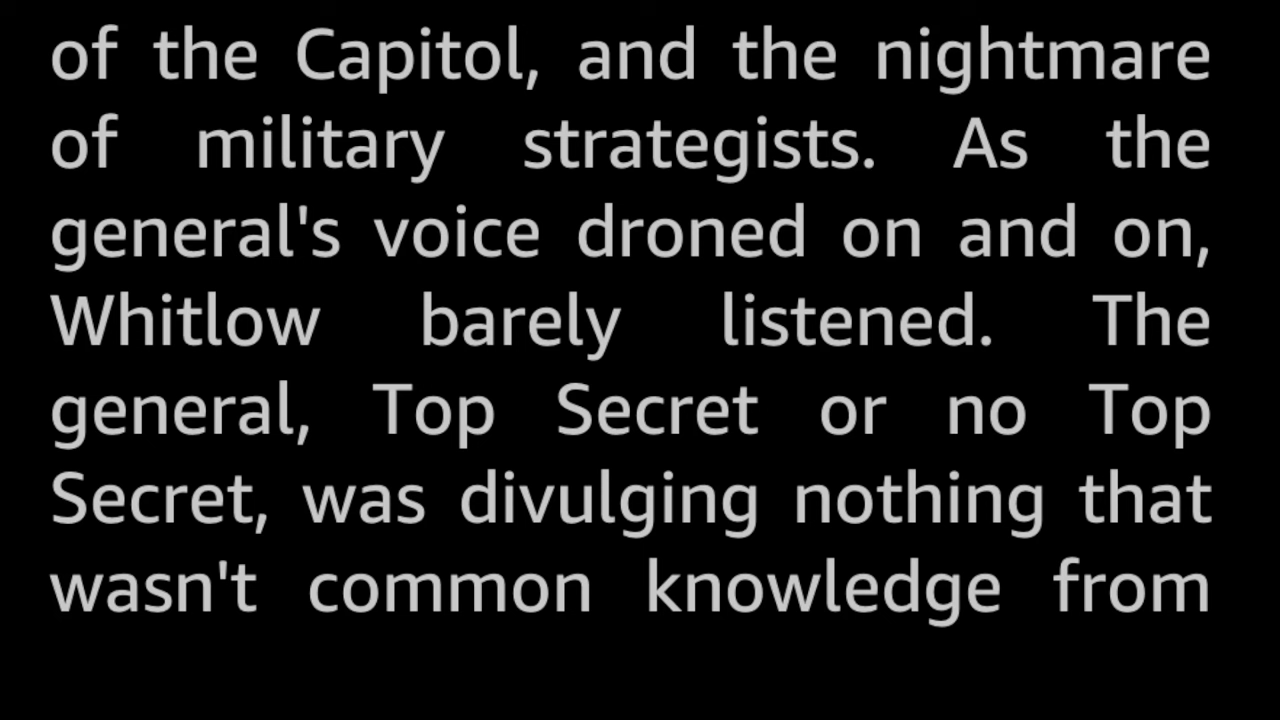 of the Capitol, and the nightmare
of military strategists. As the
general's voice droned on and on,
Whitlow barely listened. The
general, Top Secret or no Top
Secret, was divulging nothing that
wasn't common knowledge from